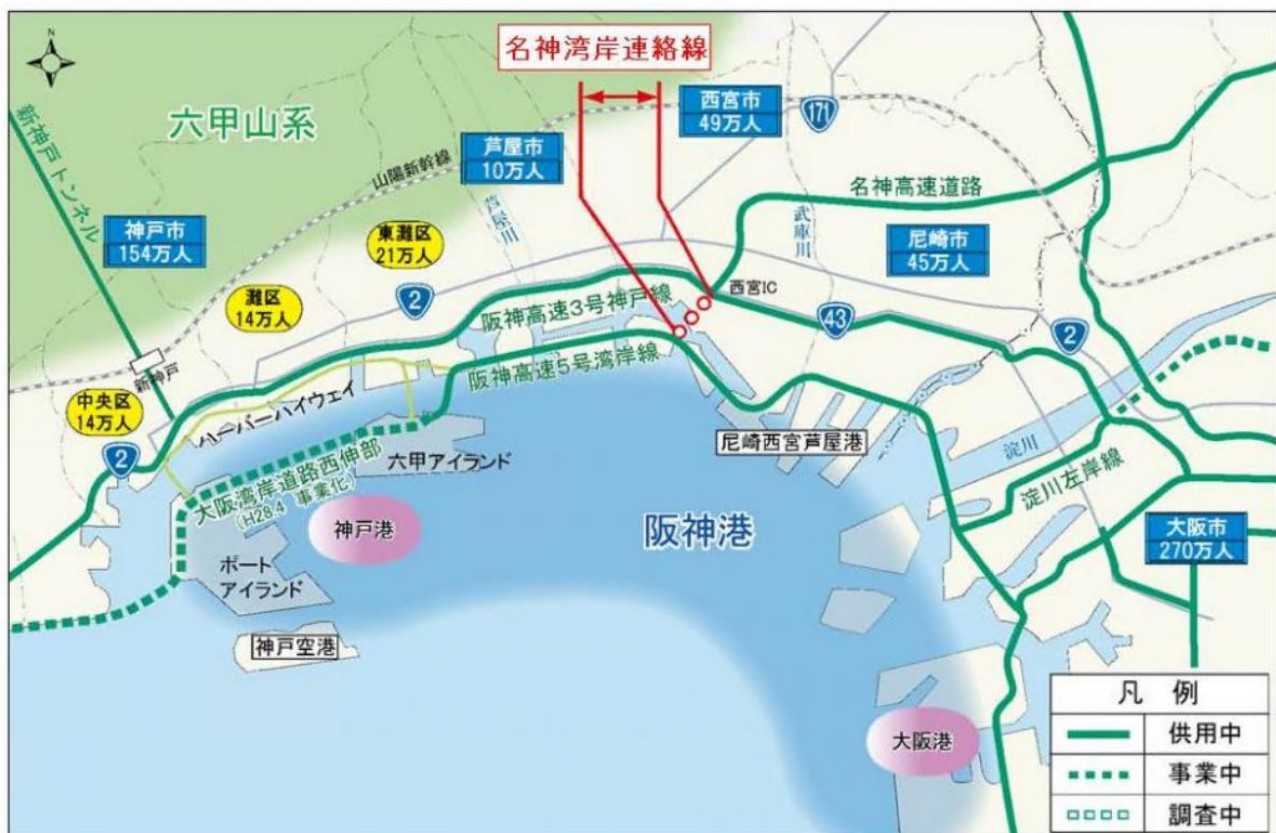 N
名神湾岸連絡線
六甲山系
新神戸トンネル
山陽新幹線
芦屋市
10万人
西宮市
49万人
171
名神高速道路
神戸市
154万人
東灘区
21万人
芦屋川
武庫川
尼崎市
45万人
灘区
14万人
2
阪神高速3号神戸線
西宮IC
43
2
新神戸
阪神高速5号湾岸線
中央区
14万人
2
ハーバーハイウェイ
大阪湾岸道路西伸部
(H28.4 事業化)
六甲アイランド
尼崎西宮芦屋港
淀川
淀川左岸線
神戸港
阪神港
大阪市
270万人
ポート
アイランド
神戸空港
大阪港
凡 例
供用中
事業中
調査中